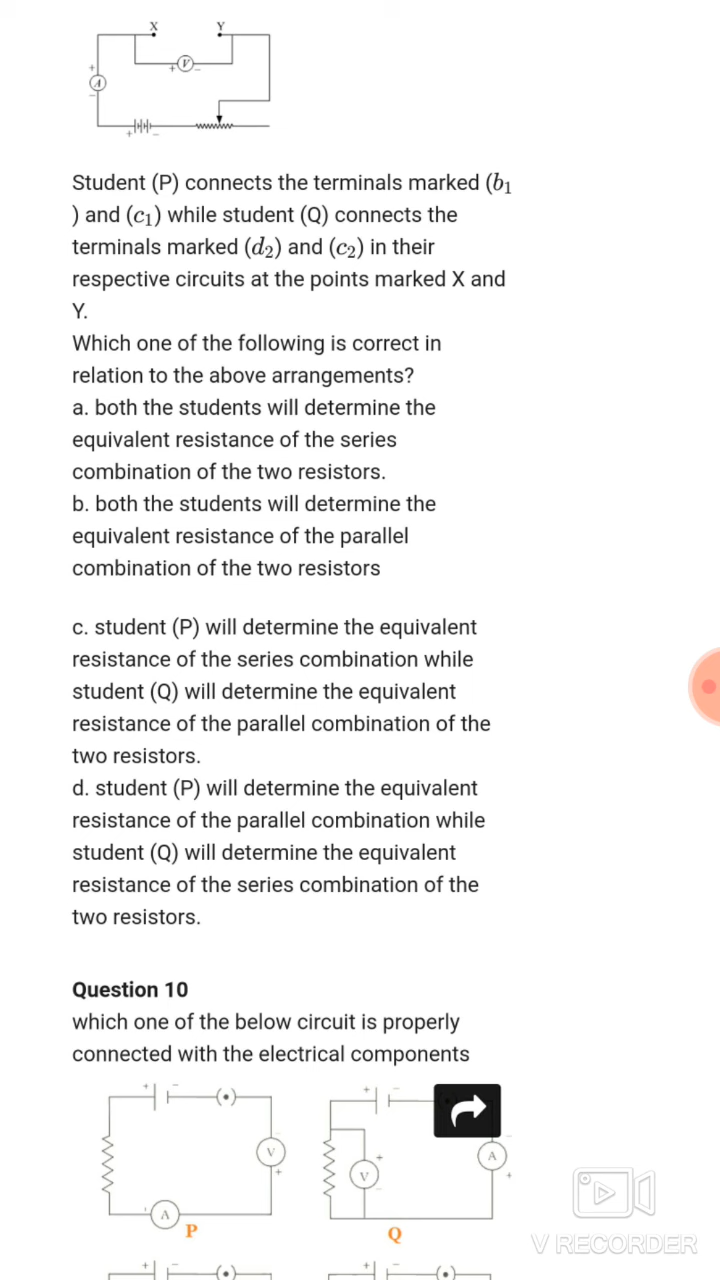 X Y
+ V -
+
A
-
+ -
Student (P) connects the terminals marked (b₁
) and (c₁) while student (Q) connects the
terminals marked (d₂) and (c₂) in their
respective circuits at the points marked X and
Y.
Which one of the following is correct in
relation to the above arrangements?
a. both the students will determine the
equivalent resistance of the series
combination of the two resistors.
b. both the students will determine the
equivalent resistance of the parallel
combination of the two resistors
c. student (P) will determine the equivalent
resistance of the series combination while
student (Q) will determine the equivalent
resistance of the parallel combination of the
two resistors.
d. student (P) will determine the equivalent
resistance of the parallel combination while
student (Q) will determine the equivalent
resistance of the series combination of the
two resistors.
Question 10
which one of the below circuit is properly
connected with the electrical components
+ - + -
V + V + A - +
A
P Q
+ - + -
V RECORDER